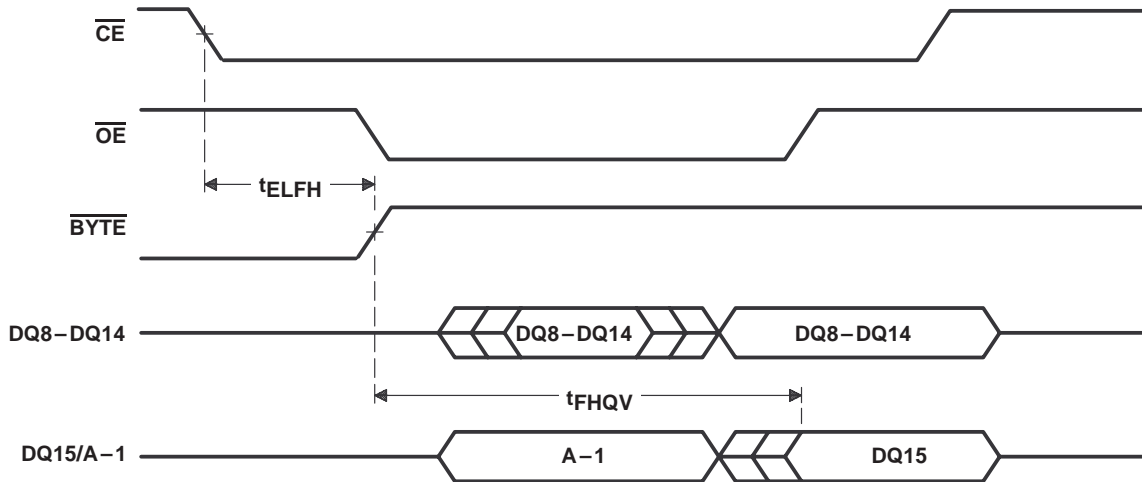 CE
OE
tELFH
BYTE
DQ8–DQ14 DQ8–DQ14 DQ8–DQ14
tFHQV
DQ15/A–1 A–1 DQ15